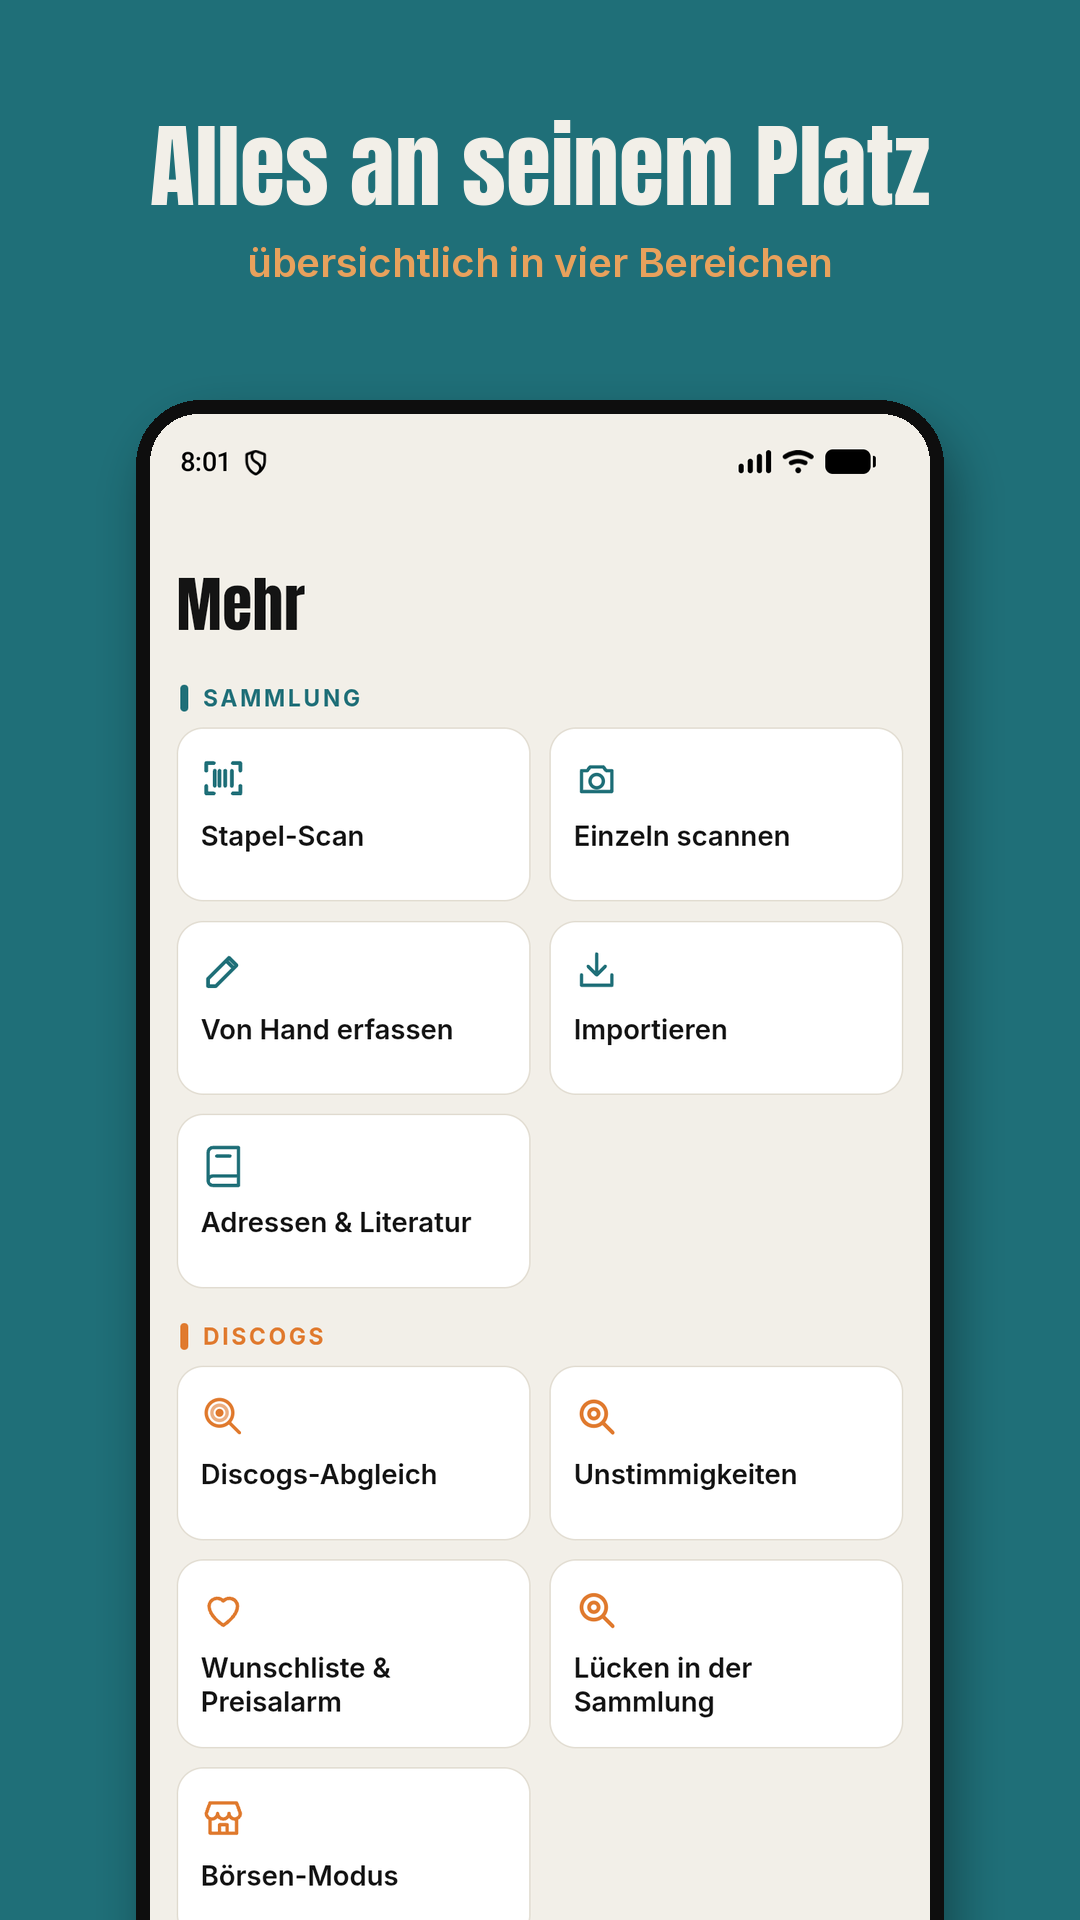 Alles an seinem Platz
übersichtlich in vier Bereichen
8:01
Mehr
SAMMLUNG
Stapel-Scan
Einzeln scannen
Von Hand erfassen
Importieren
Adressen & Literatur
DISCOGS
Discogs-Abgleich
Unstimmigkeiten
Wunschliste &
Preisalarm
Lücken in der
Sammlung
Börsen-Modus